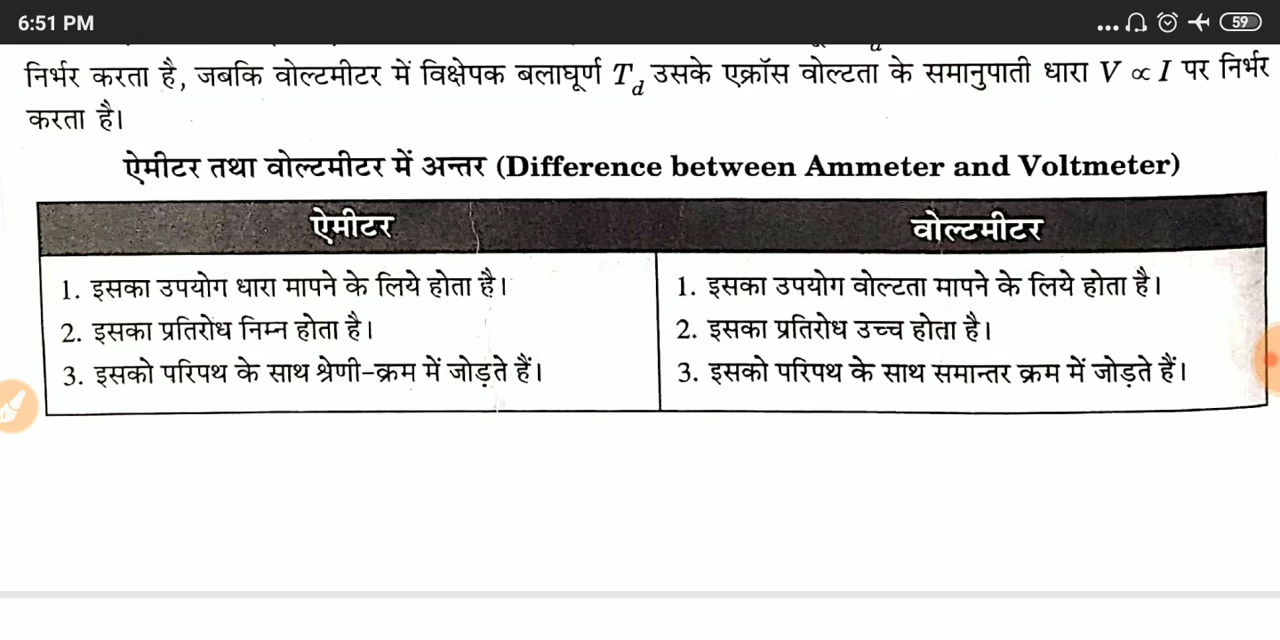 6:51 PM
59
निर्भर करता है, जबकि वोल्टमीटर में विक्षेपक बलाघूर्ण T_d उसके एक्रॉस वोल्टता के समानुपाती धारा V ∝ I पर निर्भर
करता है।
ऐमीटर तथा वोल्टमीटर में अन्तर (Difference between Ammeter and Voltmeter)
ऐमीटर
वोल्टमीटर
1. इसका उपयोग धारा मापने के लिये होता है।
2. इसका प्रतिरोध निम्न होता है।
3. इसको परिपथ के साथ श्रेणी-क्रम में जोड़ते हैं।
1. इसका उपयोग वोल्टता मापने के लिये होता है।
2. इसका प्रतिरोध उच्च होता है।
3. इसको परिपथ के साथ समान्तर क्रम में जोड़ते हैं।